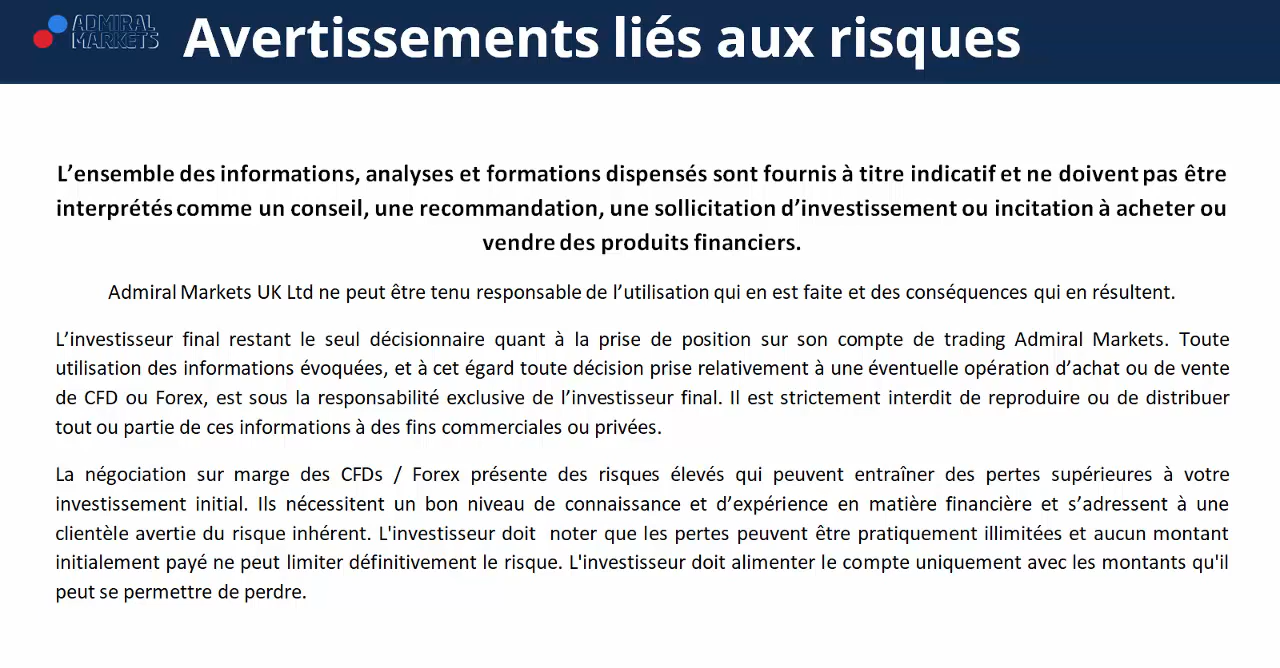 ADMIRAL
MARKETS
Avertissements liés aux risques
L’ensemble des informations, analyses et formations dispensés sont fournis à titre indicatif et ne doivent pas être
interprétés comme un conseil, une recommandation, une sollicitation d’investissement ou incitation à acheter ou
vendre des produits financiers.
Admiral Markets UK Ltd ne peut être tenu responsable de l’utilisation qui en est faite et des conséquences qui en résultent.
L’investisseur final restant le seul décisionnaire quant à la prise de position sur son compte de trading Admiral Markets. Toute
utilisation des informations évoquées, et à cet égard toute décision prise relativement à une éventuelle opération d’achat ou de vente
de CFD ou Forex, est sous la responsabilité exclusive de l’investisseur final. Il est strictement interdit de reproduire ou de distribuer
tout ou partie de ces informations à des fins commerciales ou privées.
La négociation sur marge des CFDs / Forex présente des risques élevés qui peuvent entraîner des pertes supérieures à votre
investissement initial. Ils nécessitent un bon niveau de connaissance et d’expérience en matière financière et s’adressent à une
clientèle avertie du risque inhérent. L'investisseur doit noter que les pertes peuvent être pratiquement illimitées et aucun montant
initialement payé ne peut limiter définitivement le risque. L'investisseur doit alimenter le compte uniquement avec les montants qu'il
peut se permettre de perdre.